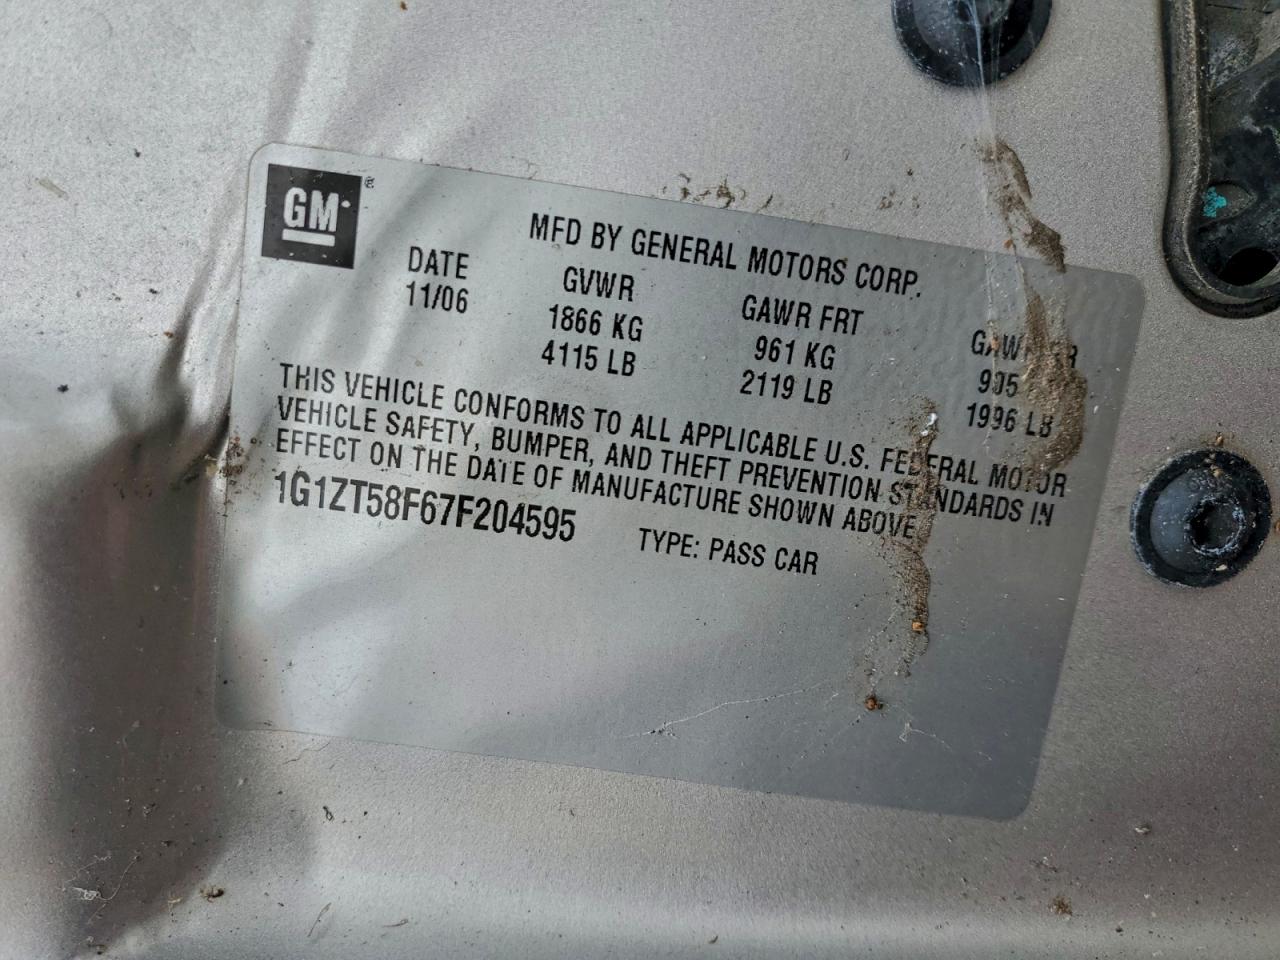 GM ®
MFD BY GENERAL MOTORS CORP.
DATE GVWR GAWR FRT GAWR RR
11/06 1866 KG 961 KG 905
4115 LB 2119 LB 1996 LB
THIS VEHICLE CONFORMS TO ALL APPLICABLE U.S. FEDERAL MOTOR
VEHICLE SAFETY, BUMPER, AND THEFT PREVENTION STANDARDS IN
EFFECT ON THE DATE OF MANUFACTURE SHOWN ABOVE
1G1ZT58F67F204595 TYPE: PASS CAR